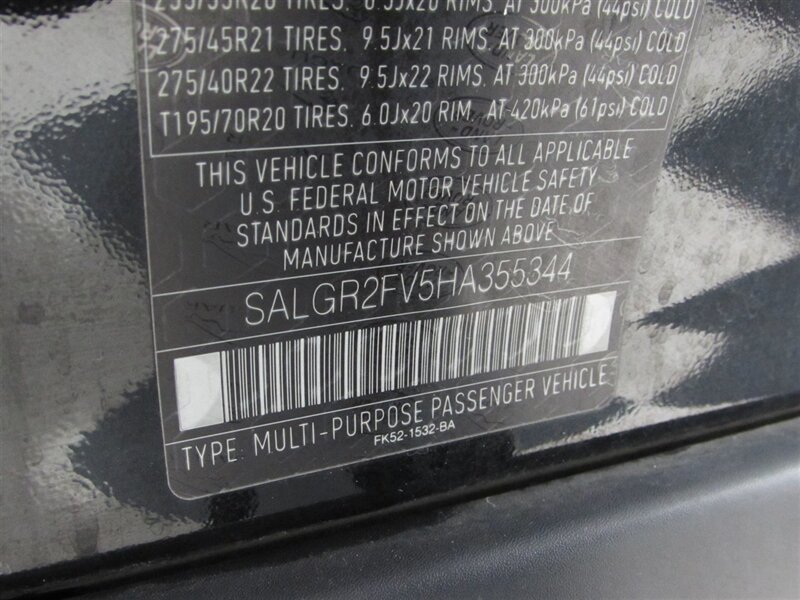 275/45R21 TIRES. 9.5Jx21 RIMS. AT 300kPa (44psi) COLD
275/40R22 TIRES. 9.5Jx22 RIMS. AT 300kPa (44psi) COLD
T195/70R20 TIRES. 6.0Jx20 RIM. AT 420kPa (61psi) COLD
THIS VEHICLE CONFORMS TO ALL APPLICABLE
U.S. FEDERAL MOTOR VEHICLE SAFETY
STANDARDS IN EFFECT ON THE DATE OF
MANUFACTURE SHOWN ABOVE
SALGR2FV5HA355344
TYPE: MULTI-PURPOSE PASSENGER VEHICLE
FK52-1532-BA